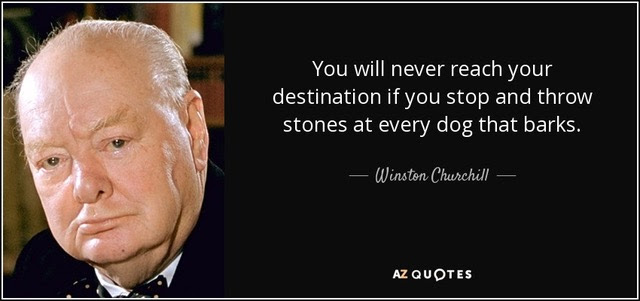 You will never reach your
destination if you stop and throw
stones at every dog that barks.
— Winston Churchill —
AZ QUOTES